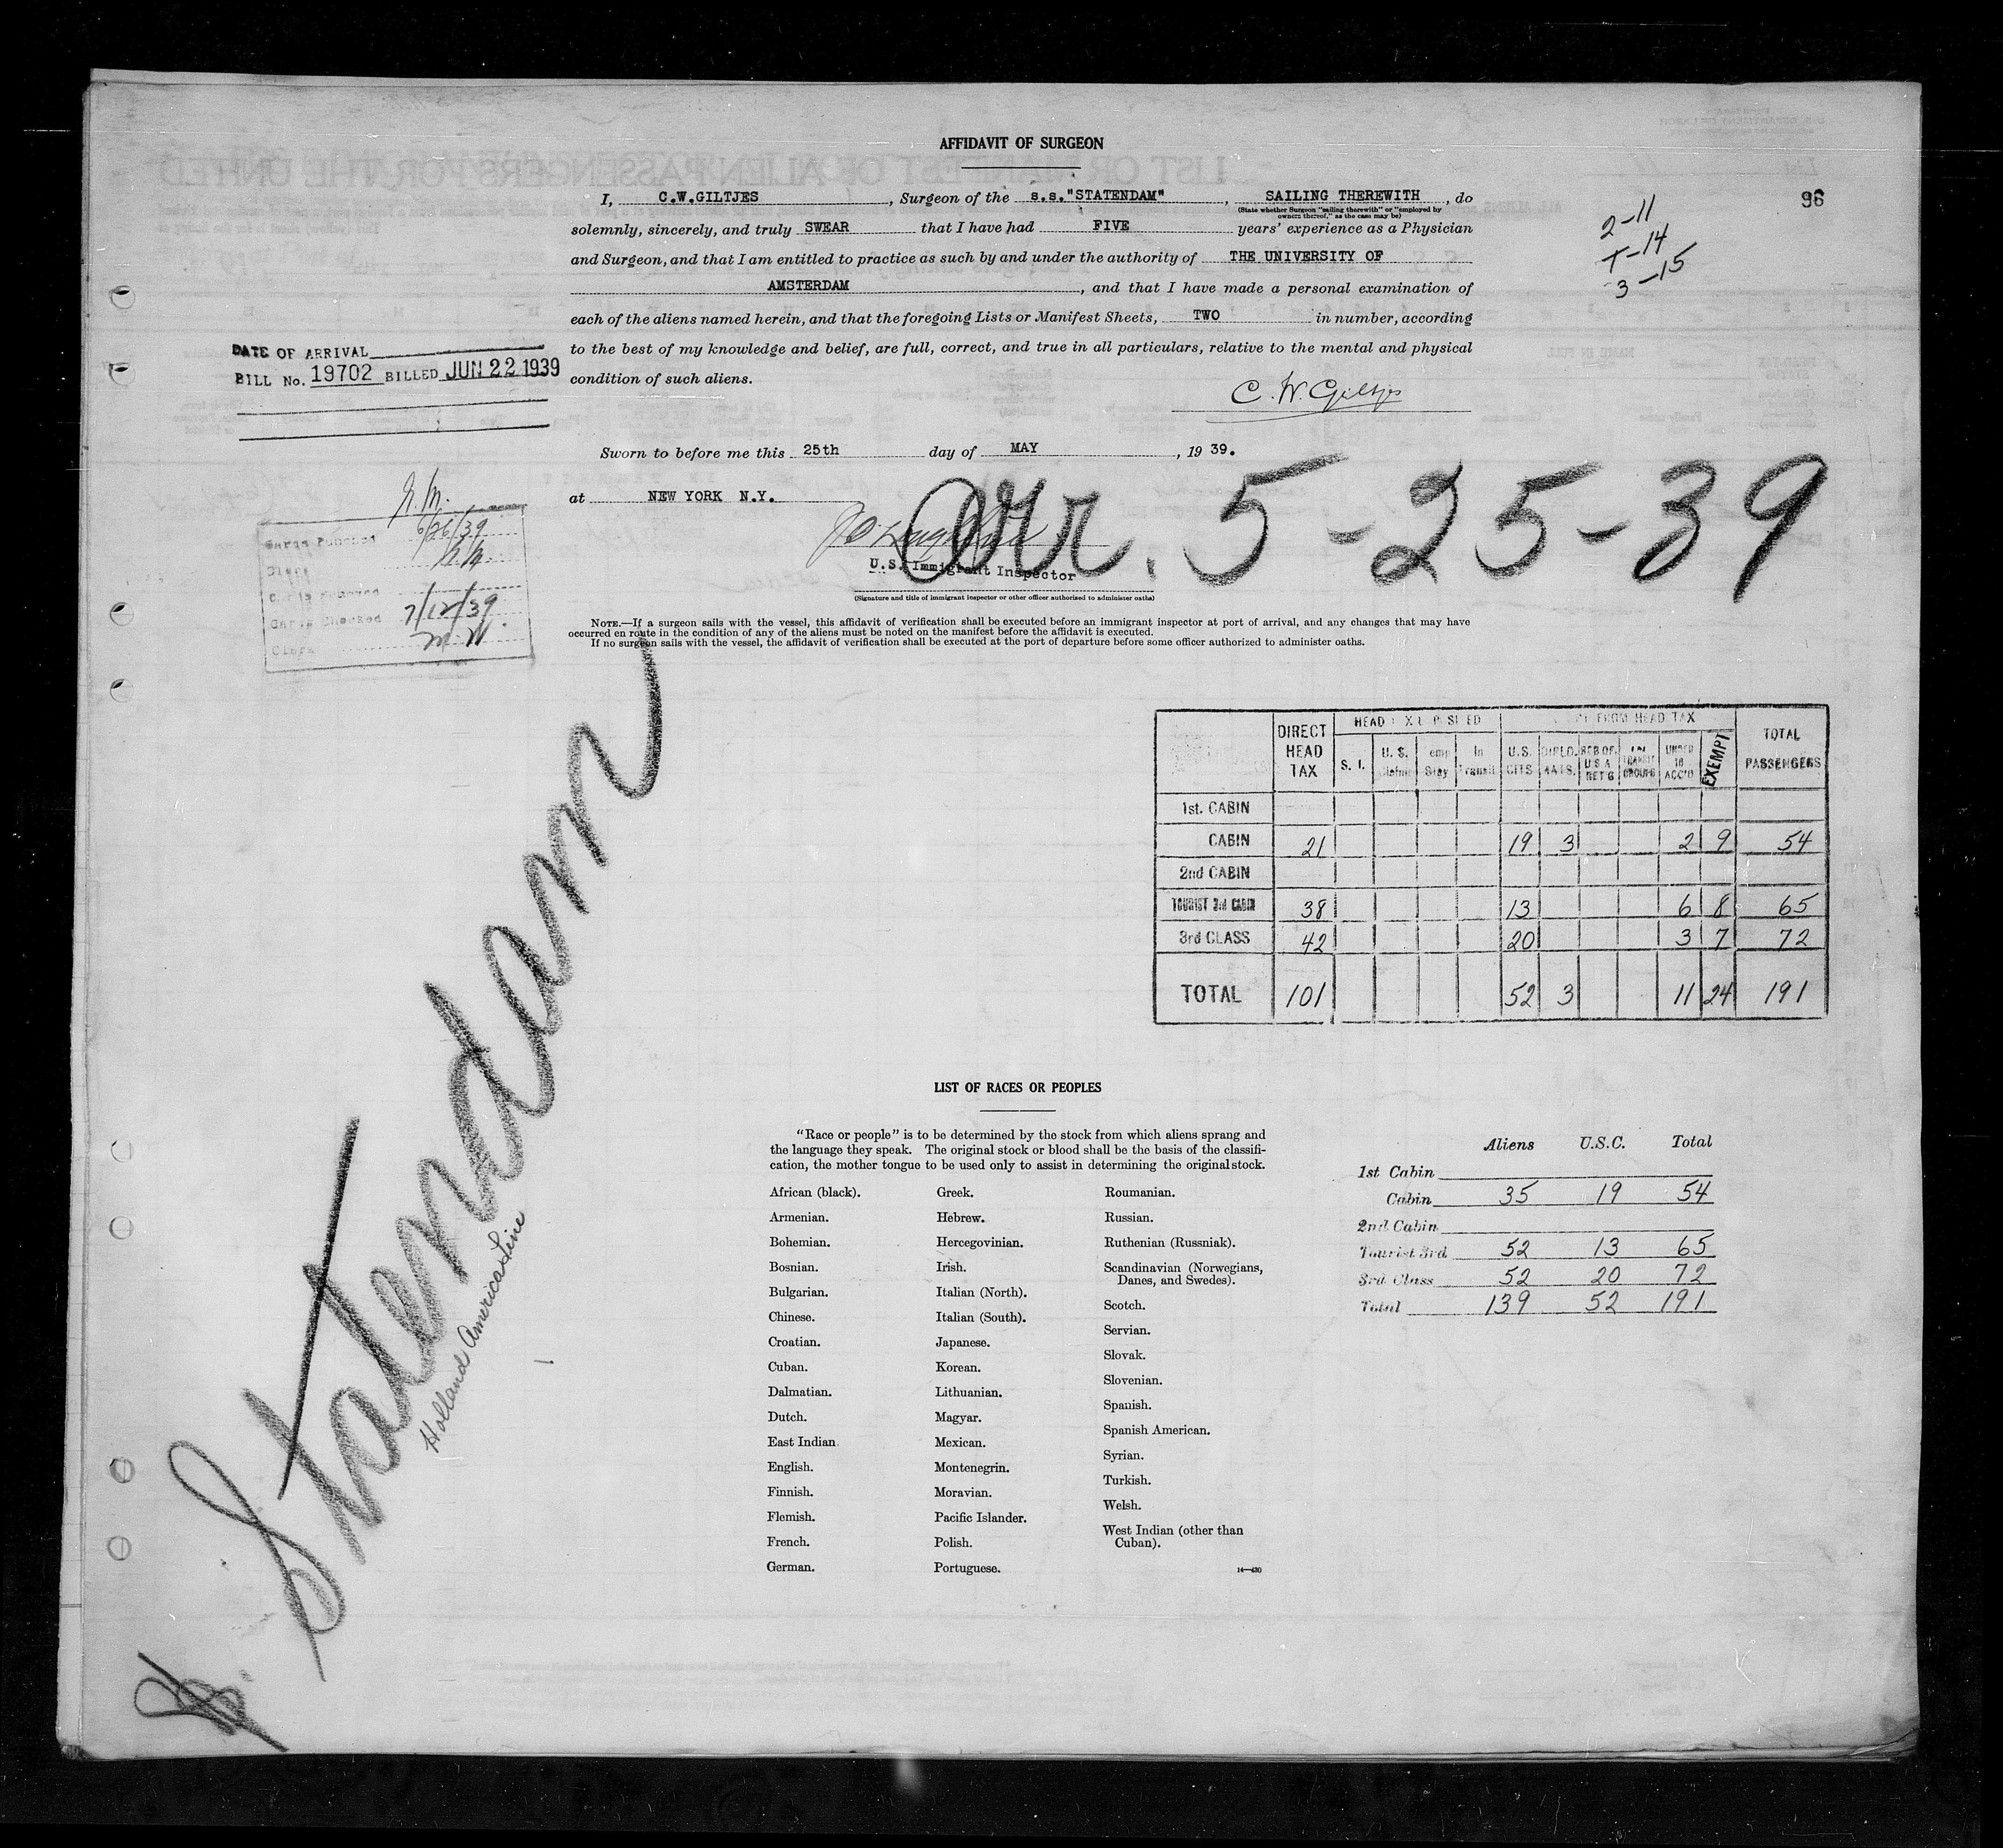 AFFIDAVIT OF SURGEON
96
I, C.W.GILTJES, Surgeon of the s.s."STATENDAM", SAILING THEREWITH, do
(State whether Surgeon "sailing therewith" or "employed by
owners thereof," as the case may be)
solemnly, sincerely, and truly SWEAR that I have had FIVE years' experience as a Physician
and Surgeon, and that I am entitled to practice as such by and under the authority of THE UNIVERSITY OF
AMSTERDAM, and that I have made a personal examination of
each of the aliens named herein, and that the foregoing Lists or Manifest Sheets, TWO in number, according
to the best of my knowledge and belief, are full, correct, and true in all particulars, relative to the mental and physical
condition of such aliens.
2-11
T-14
3-15
DATE OF ARRIVAL
BILL No. 19702 BILLED JUN 22 1939
C. W. Giltjes
Sworn to before me this 25th day of MAY, 19 39.
at NEW YORK N.Y.
Arr. 5-25-39
U.S. Immigrant Inspector
(Signature and title of immigrant inspector or other officer authorized to administer oaths)
6/26/39
Cards Punched
Clerk
Cards Checked 7/12/39
Clerk M.W.
NOTE.—If a surgeon sails with the vessel, this affidavit of verification shall be executed before an immigrant inspector at port of arrival, and any changes that may have
occurred en route in the condition of any of the aliens must be noted on the manifest before the affidavit is executed.
If no surgeon sails with the vessel, the affidavit of verification shall be executed at the port of departure before some officer authorized to administer oaths.
Statendam
Holland America Line
DIRECT HEAD TAX
S. I.
U. S.
Stay
In Transit
FROM HEAD TAX
U.S. CITS
DIPLO.
UNDER 16 ACC'D
EXEMPT
TOTAL PASSENGERS
1st. CABIN
CABIN 21 19 3 2 9 54
2nd CABIN
TOURIST 3rd CABIN 38 13 6 8 65
3rd CLASS 42 20 3 7 72
TOTAL 101 52 3 11 24 191
LIST OF RACES OR PEOPLES
"Race or people" is to be determined by the stock from which aliens sprang and
the language they speak. The original stock or blood shall be the basis of the classifi-
cation, the mother tongue to be used only to assist in determining the original stock.
African (black).
Armenian.
Bohemian.
Bosnian.
Bulgarian.
Chinese.
Croatian.
Cuban.
Dalmatian.
Dutch.
East Indian
English.
Finnish.
Flemish.
French.
German.
Greek.
Hebrew.
Hercegovinian.
Irish.
Italian (North).
Italian (South).
Japanese.
Korean.
Lithuanian.
Magyar.
Mexican.
Montenegrin.
Moravian.
Pacific Islander.
Polish.
Portuguese.
Roumanian.
Russian.
Ruthenian (Russniak).
Scandinavian (Norwegians,
Danes, and Swedes).
Scotch.
Servian.
Slovak.
Slovenian.
Spanish.
Spanish American.
Syrian.
Turkish.
Welsh.
West Indian (other than
Cuban).
14—430
Aliens U.S.C. Total
1st Cabin
Cabin 35 19 54
2nd Cabin
Tourist 3rd 52 13 65
3rd Class 52 20 72
Total 139 52 191